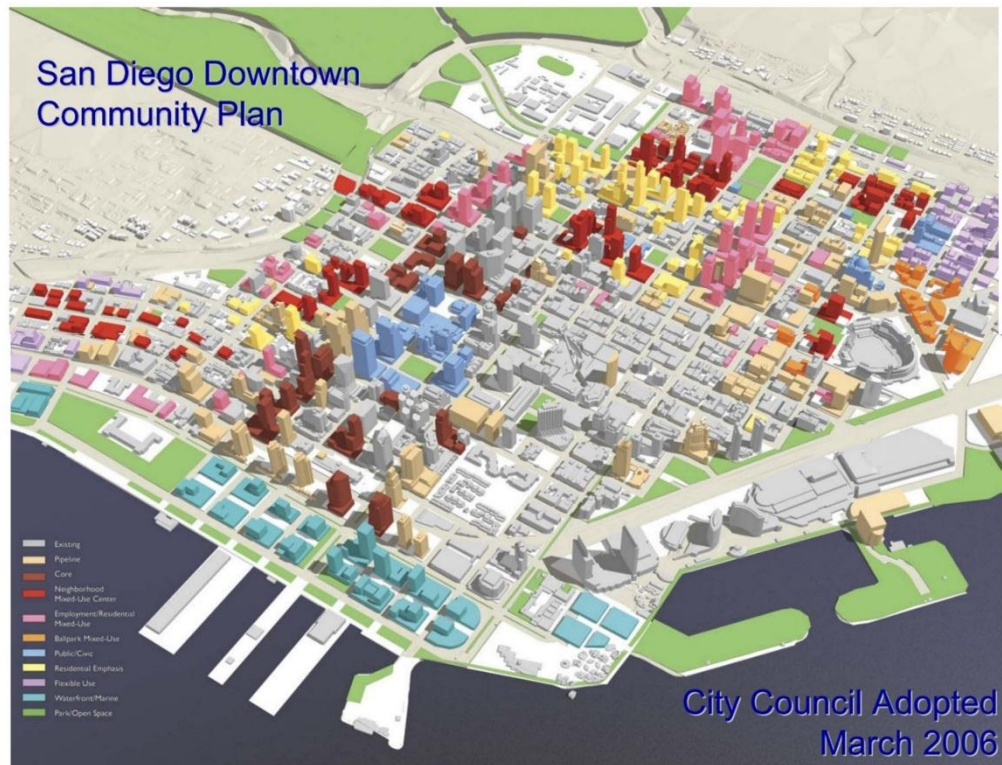 San Diego Downtown
Community Plan
Existing
Pipeline
Core
Neighborhood
Mixed-Use Center
Employment/Residential
Mixed-Use
Ballpark Mixed-Use
Public/Civic
Residential Emphasis
Flexible Use
Waterfront/Marine
Park/Open Space
City Council Adopted
March 2006